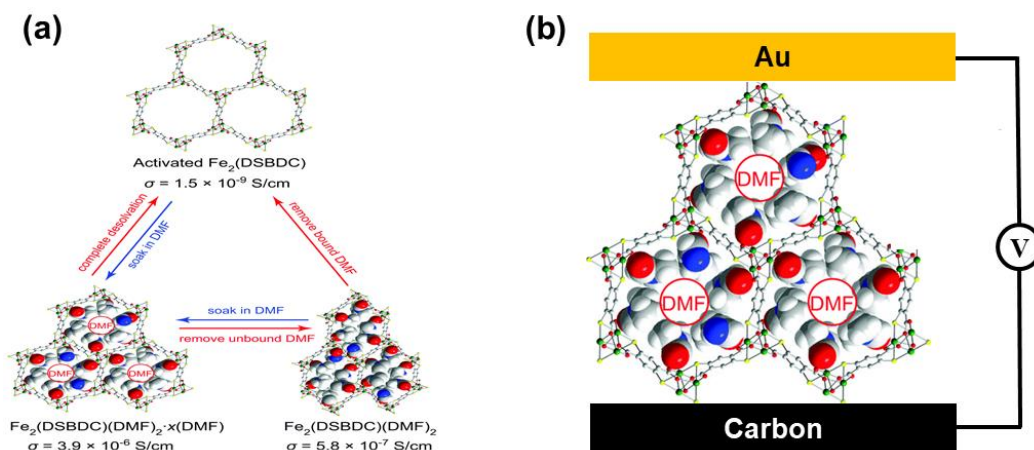 (a)
Activated Fe₂(DSBDC)
σ = 1.5 × 10⁻⁹ S/cm
complete desolvation
soak in DMF
remove bound DMF
soak in DMF
remove unbound DMF
DMF
DMF
DMF
Fe₂(DSBDC)(DMF)₂·x(DMF)
σ = 3.9 × 10⁻⁶ S/cm
Fe₂(DSBDC)(DMF)₂
σ = 5.8 × 10⁻⁷ S/cm
(b)
Au
DMF
DMF
DMF
V
Carbon